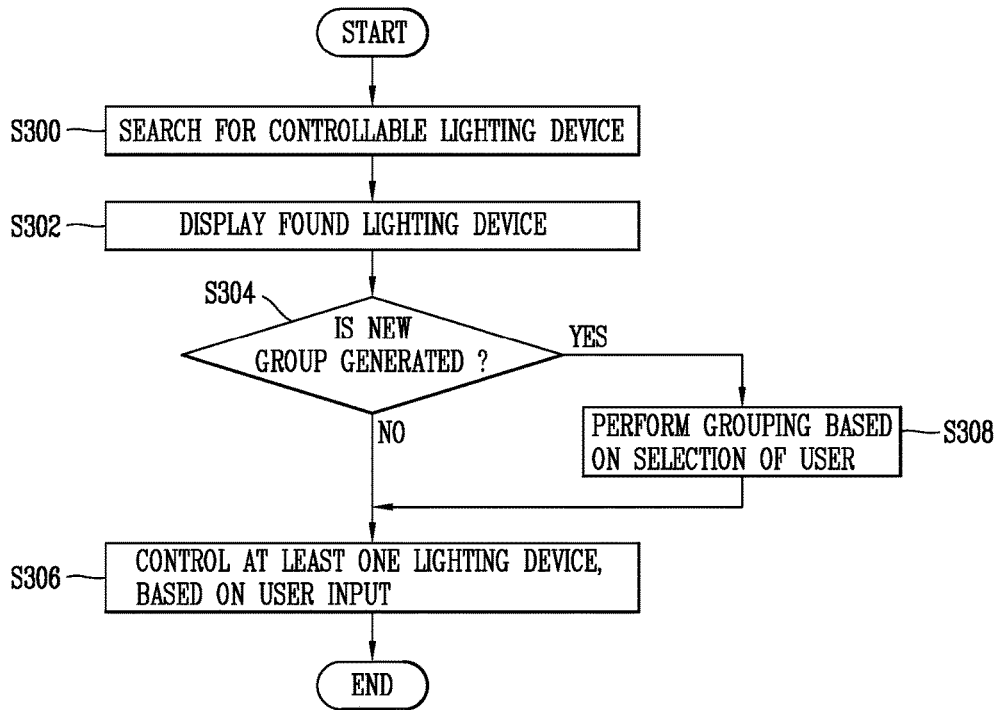 START
S300
SEARCH FOR CONTROLLABLE LIGHTING DEVICE
S302
DISPLAY FOUND LIGHTING DEVICE
S304
IS NEW
GROUP GENERATED ?
YES
NO
PERFORM GROUPING BASED
ON SELECTION OF USER
S308
S306
CONTROL AT LEAST ONE LIGHTING DEVICE,
BASED ON USER INPUT
END